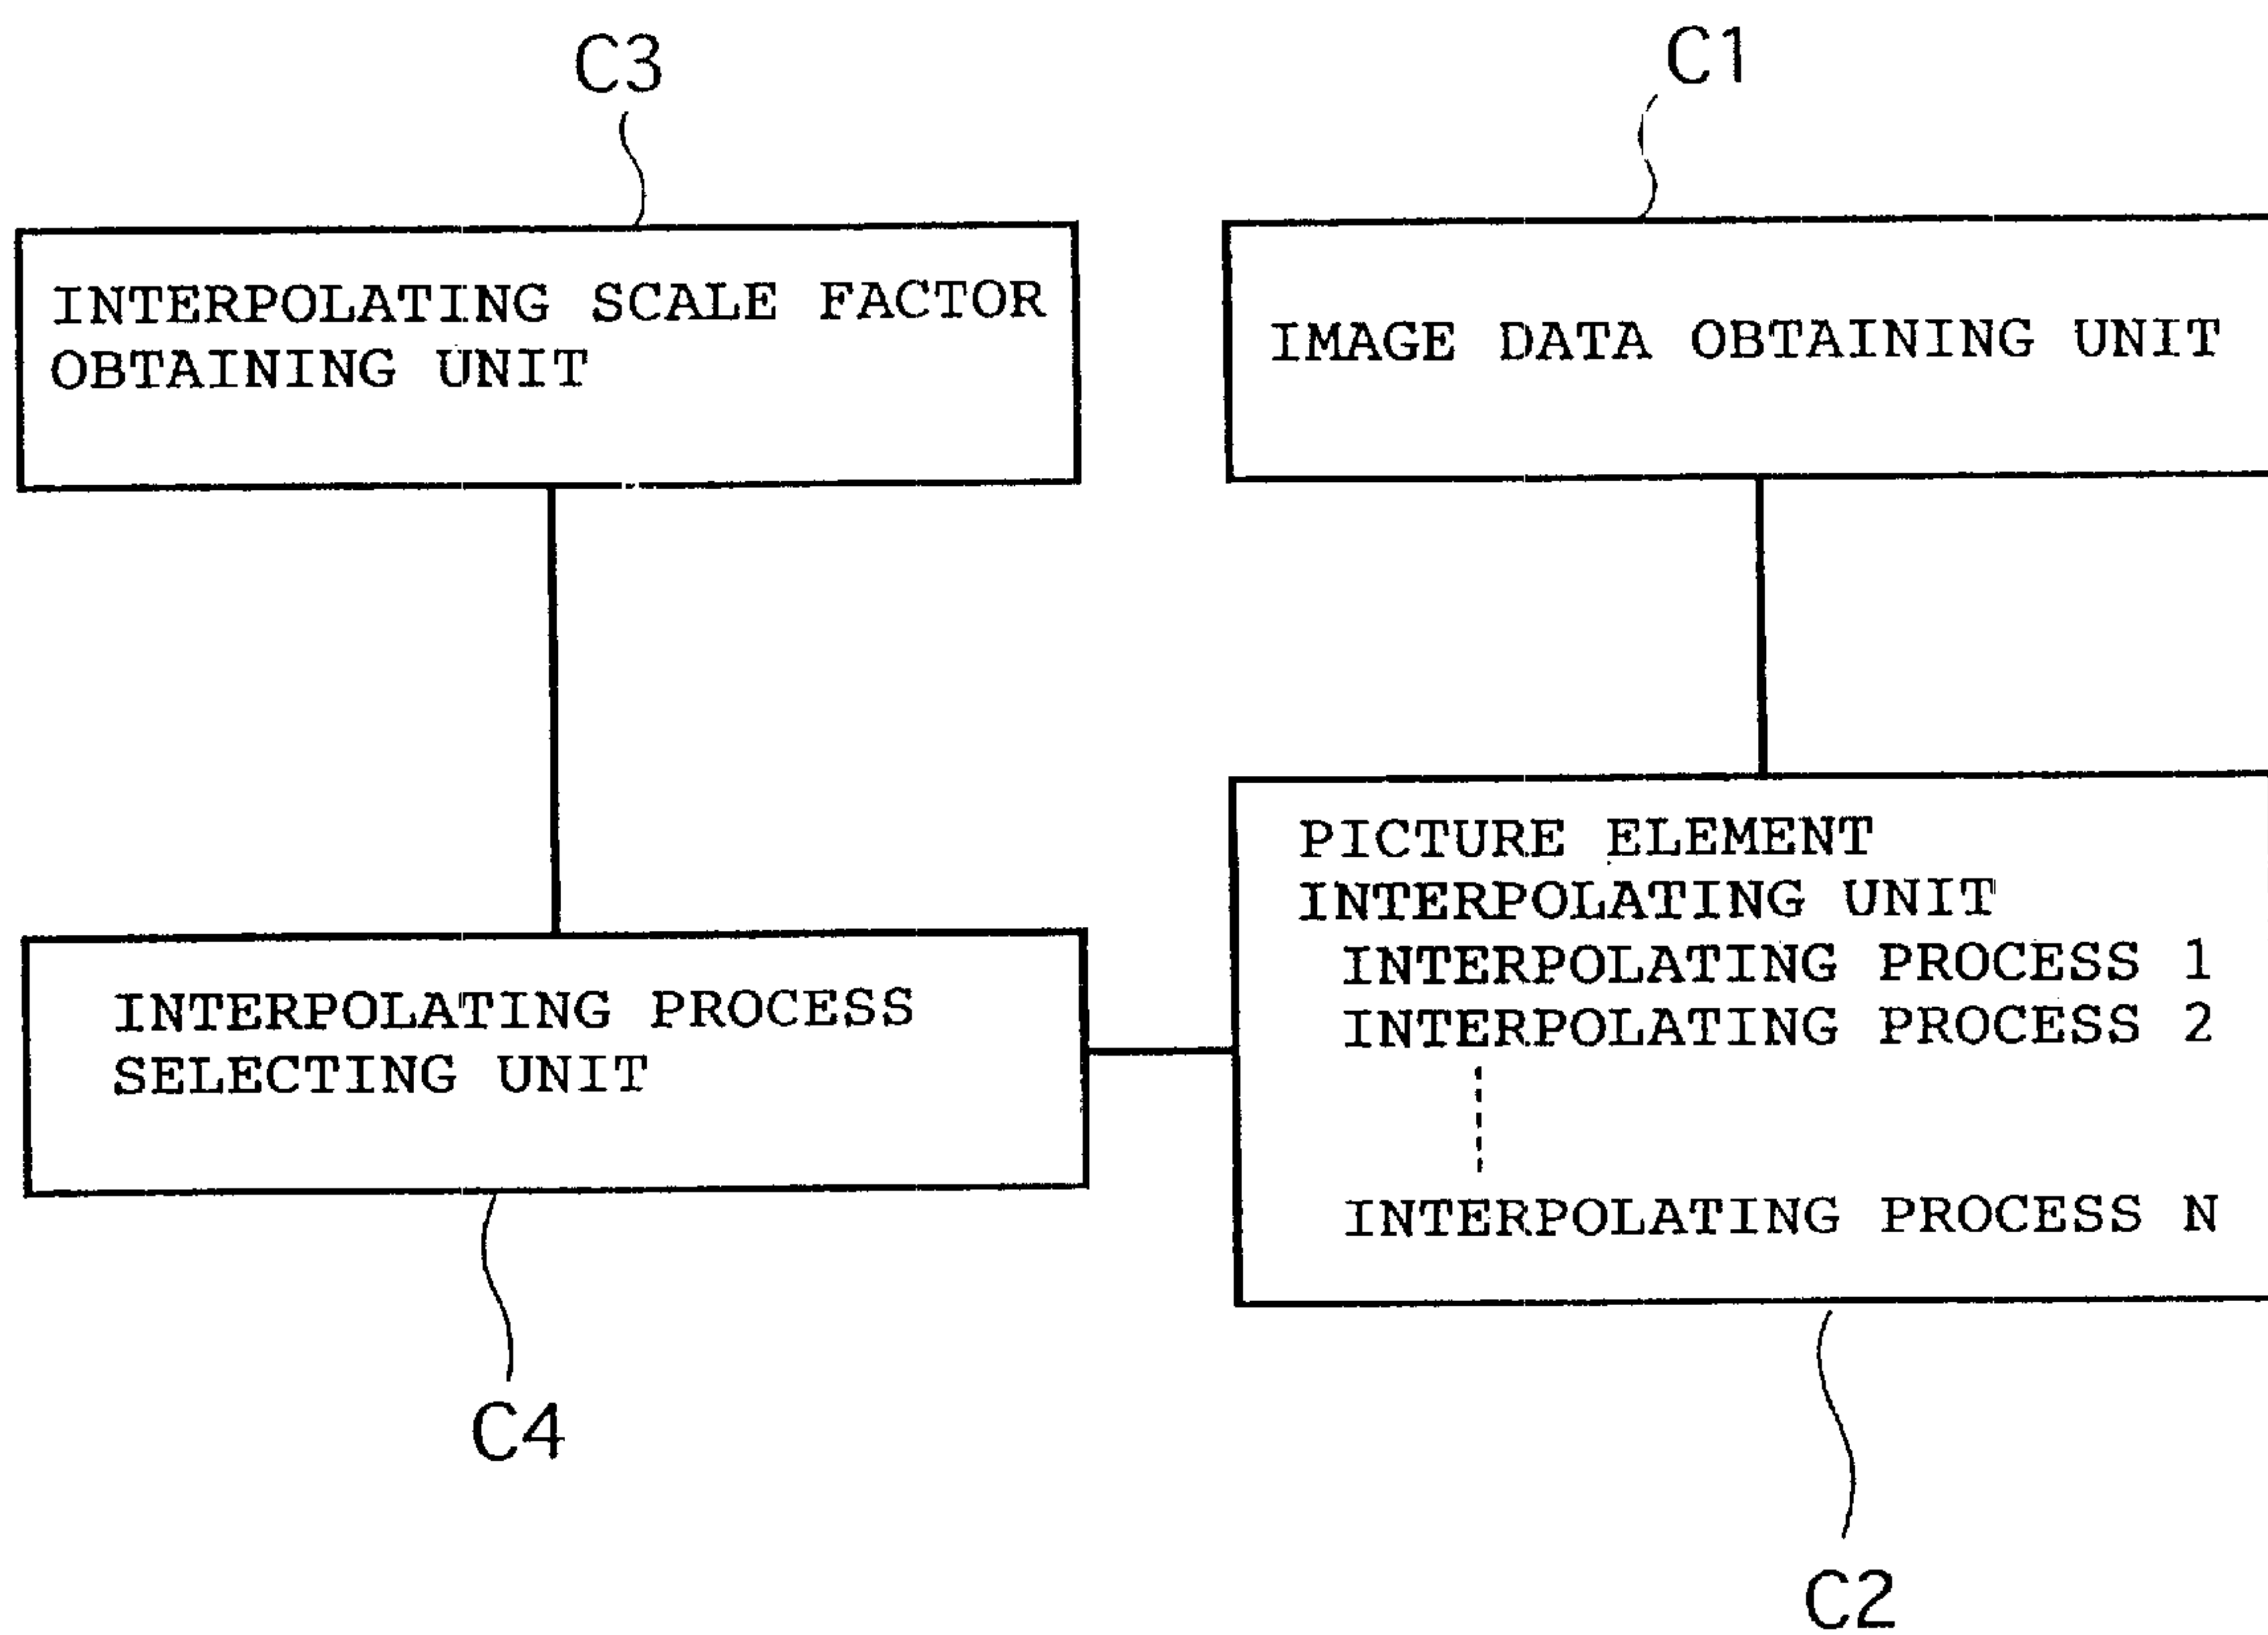 C3
C1
INTERPOLATING SCALE FACTOR
OBTAINING UNIT
IMAGE DATA OBTAINING UNIT
PICTURE ELEMENT
INTERPOLATING UNIT
INTERPOLATING PROCESS 1
INTERPOLATING PROCESS 2
INTERPOLATING PROCESS N
INTERPOLATING PROCESS
SELECTING UNIT
C4
C2